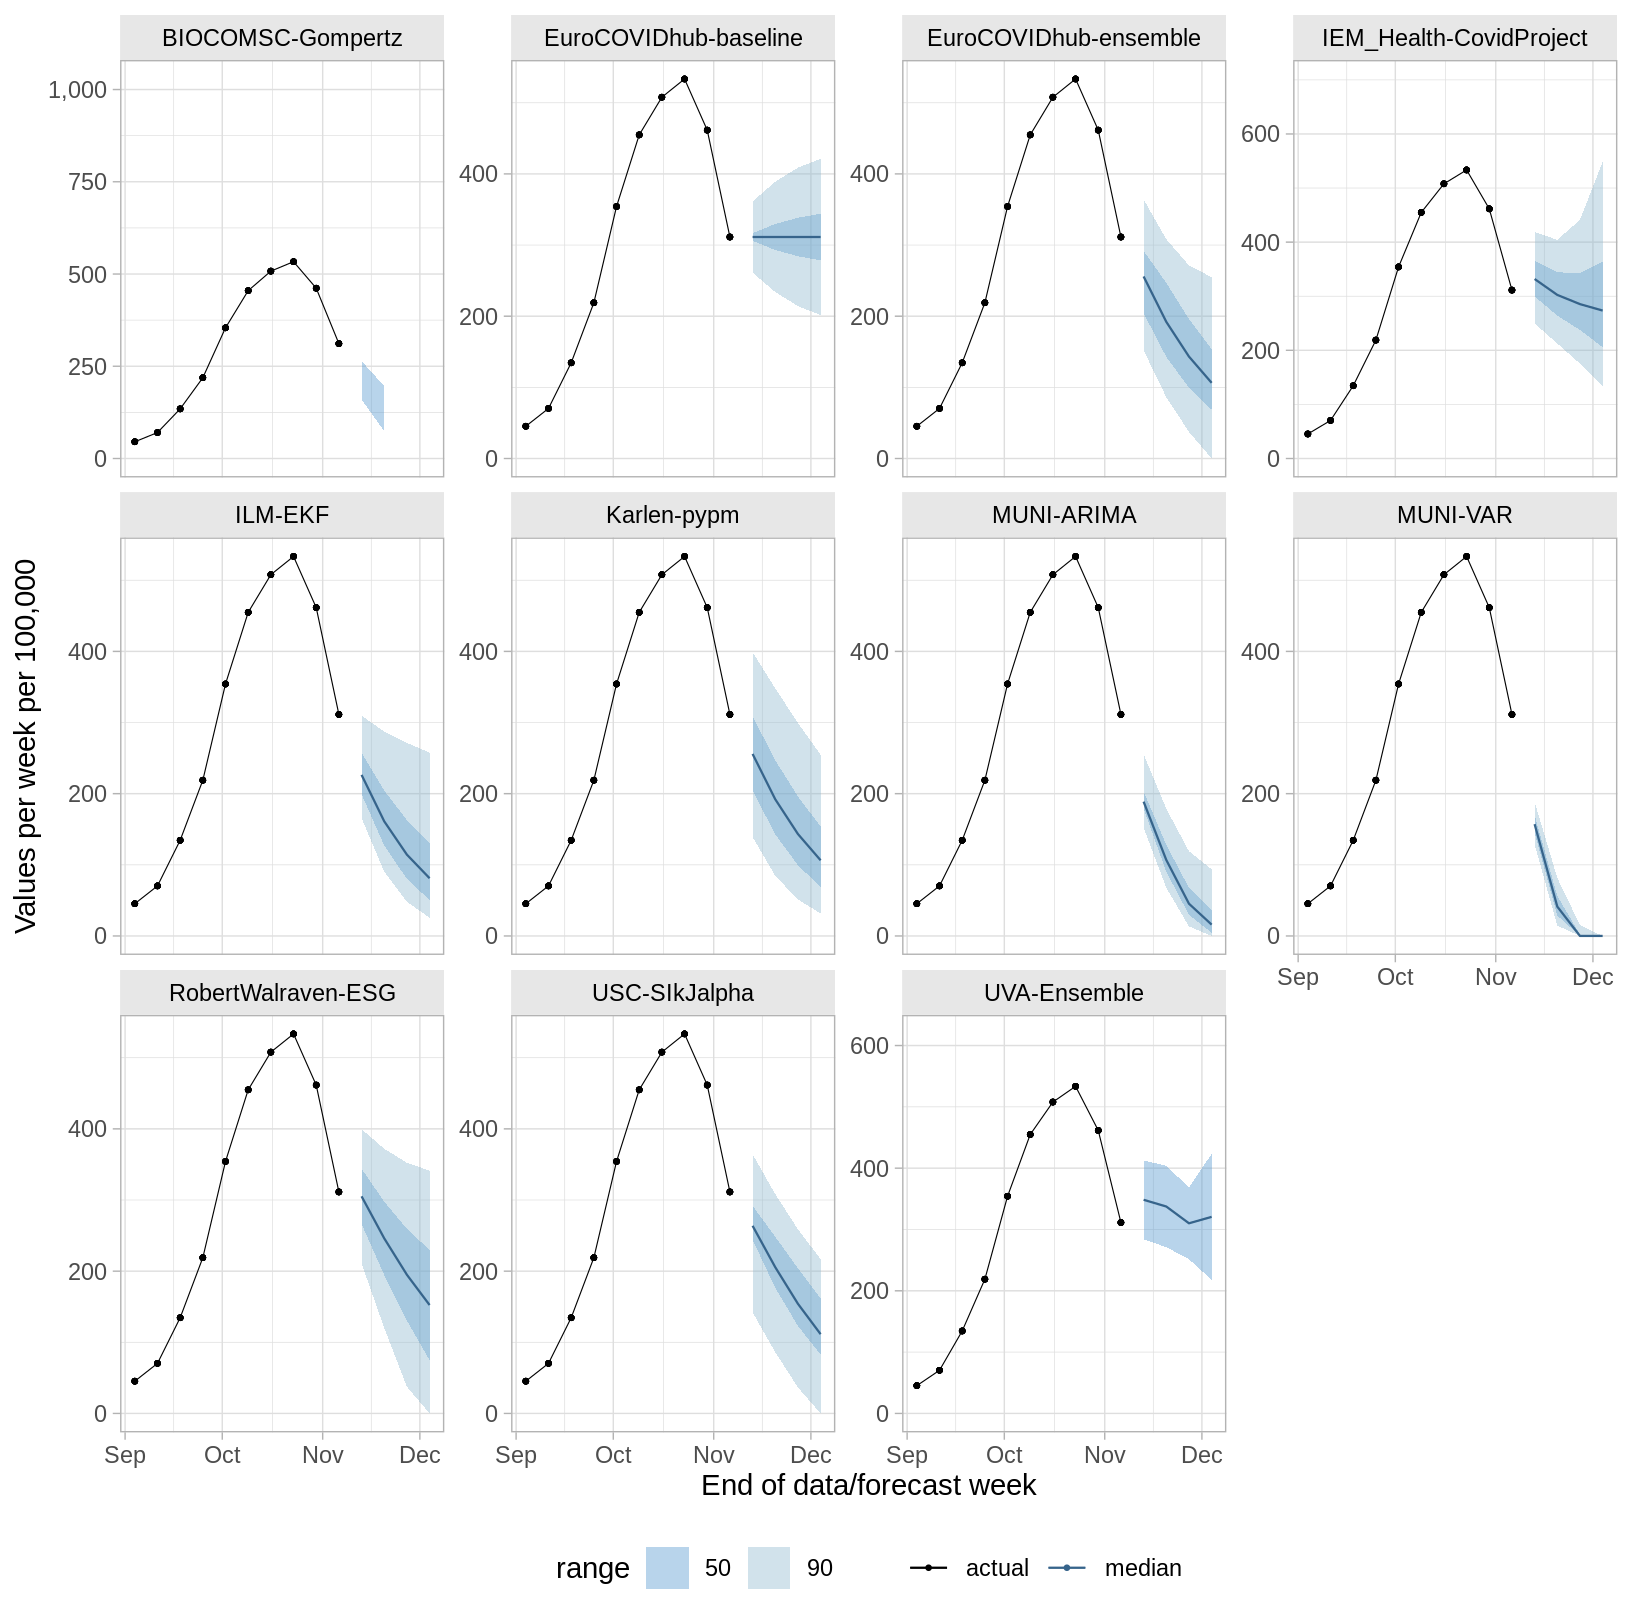 BIOCOMSC-Gompertz
EuroCOVIDhub-baseline
EuroCOVIDhub-ensemble
IEM_Health-CovidProject
1,000
750
500
250
0
400
200
0
400
200
0
600
400
200
0
ILM-EKF
Karlen-pypm
MUNI-ARIMA
MUNI-VAR
400
200
0
400
200
0
400
200
0
400
200
0
Sep Oct Nov Dec
RobertWalraven-ESG
USC-SIkJalpha
UVA-Ensemble
400
200
0
400
200
0
600
400
200
0
Sep Oct Nov Dec
Sep Oct Nov Dec
Sep Oct Nov Dec
Values per week per 100,000
End of data/forecast week
range 50 90 actual median